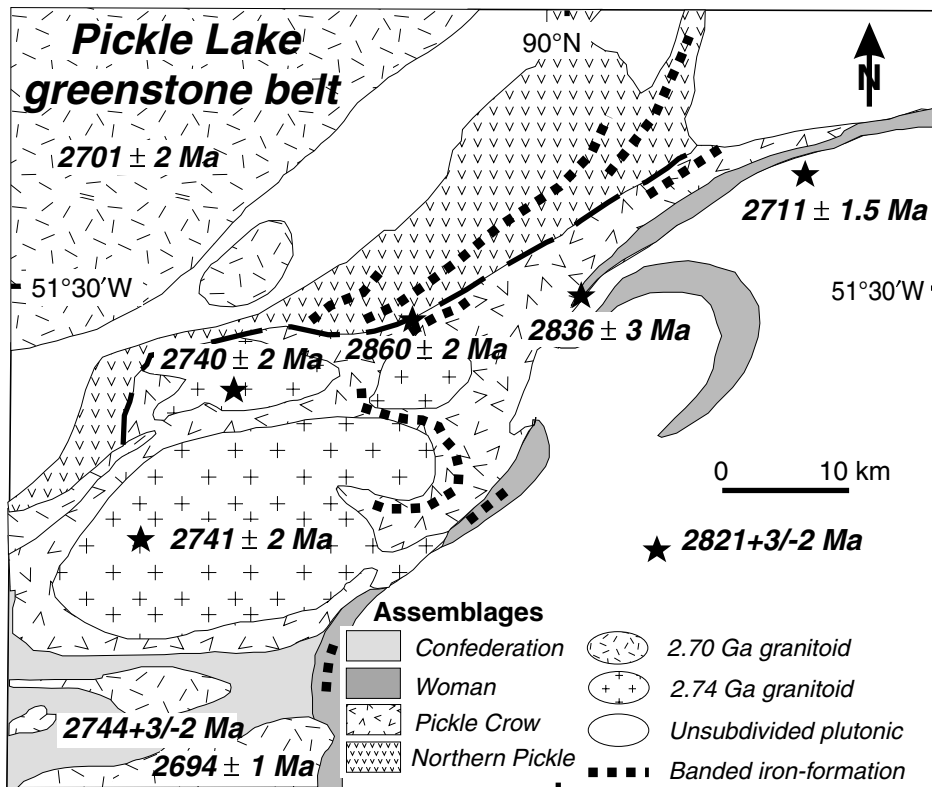 Pickle Lake
greenstone belt
90°N
N
2701 ± 2 Ma
2711 ± 1.5 Ma
51°30′W
51°30′W
2740 ± 2 Ma
2860 ± 2 Ma
2836 ± 3 Ma
0 10 km
2741 ± 2 Ma
2821+3/-2 Ma
Assemblages
Confederation
Woman
Pickle Crow
Northern Pickle
2.70 Ga granitoid
2.74 Ga granitoid
Unsubdivided plutonic
Banded iron-formation
2744+3/-2 Ma
2694 ± 1 Ma